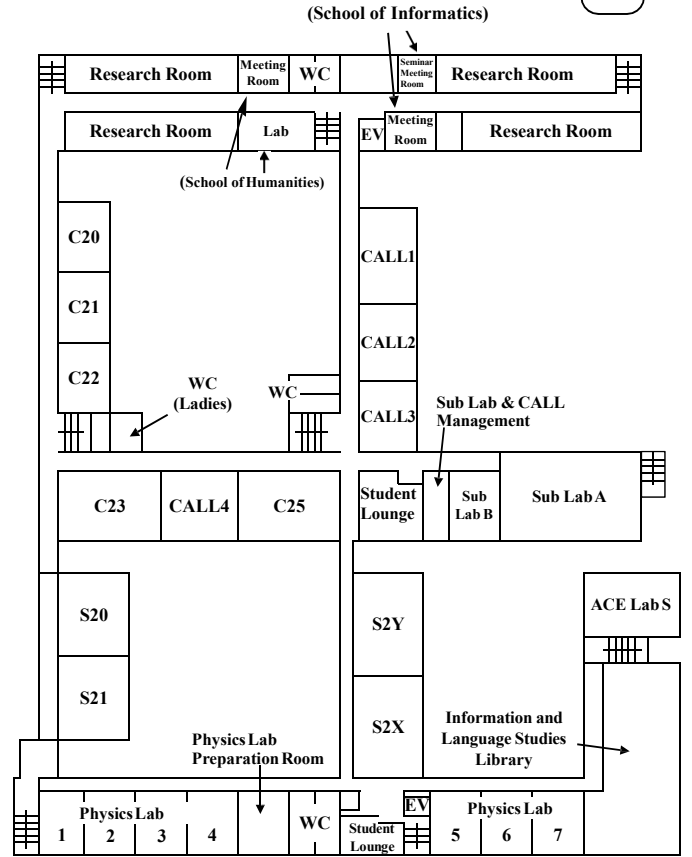 (School of Informatics)
Research Room
Meeting
Room
WC
Seminar
Meeting
Room
Research Room
Research Room
Lab
EV
Meeting
Room
Research Room
(School of Humanities)
C20
CALL1
C21
CALL2
C22
WC
(Ladies)
WC
CALL3
Sub Lab & CALL
Management
C23
CALL4
C25
Student
Lounge
Sub
Lab B
Sub Lab A
S20
S2Y
ACE Lab S
S21
S2X
Information and
Language Studies
Library
Physics Lab
Preparation Room
Physics Lab
1 2 3 4
WC
Student
Lounge
EV
Physics Lab
5 6 7